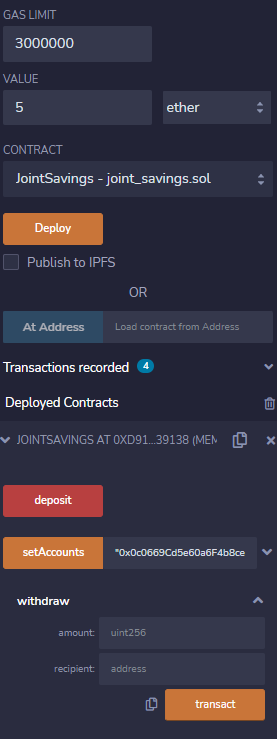 GAS LIMIT
3000000
VALUE
5 ether
CONTRACT
JointSavings - joint_savings.sol
Deploy
Publish to IPFS
OR
At Address Load contract from Address
Transactions recorded 4
Deployed Contracts
JOINTSAVINGS AT 0XD91...39138 (MEM
deposit
setAccounts "0x0c0669Cd5e60a6F4b8ce
withdraw
amount: uint256
recipient: address
transact